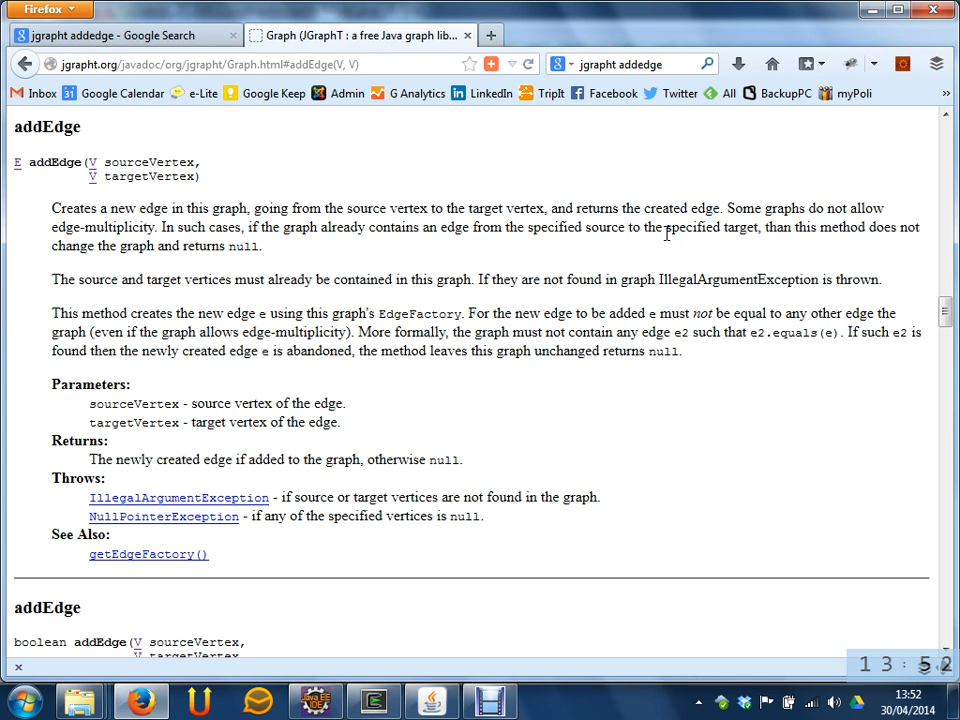 Firefox
jgrapht addedge - Google Search
Graph (JGraphT : a free Java graph lib...
jgrapht.org/javadoc/org/jgrapht/Graph.html#addEdge(V, V)
jgrapht addedge
Inbox Google Calendar e-Lite Google Keep Admin G Analytics LinkedIn TripIt Facebook Twitter All BackupPC myPoli »
addEdge
E addEdge(V sourceVertex,
V targetVertex)
Creates a new edge in this graph, going from the source vertex to the target vertex, and returns the created edge. Some graphs do not allow
edge-multiplicity. In such cases, if the graph already contains an edge from the specified source to the specified target, than this method does not
change the graph and returns null.
The source and target vertices must already be contained in this graph. If they are not found in graph IllegalArgumentException is thrown.
This method creates the new edge e using this graph's EdgeFactory. For the new edge to be added e must not be equal to any other edge the
graph (even if the graph allows edge-multiplicity). More formally, the graph must not contain any edge e2 such that e2.equals(e). If such e2 is
found then the newly created edge e is abandoned, the method leaves this graph unchanged returns null.
Parameters:
sourceVertex - source vertex of the edge.
targetVertex - target vertex of the edge.
Returns:
The newly created edge if added to the graph, otherwise null.
Throws:
IllegalArgumentException - if source or target vertices are not found in the graph.
NullPointerException - if any of the specified vertices is null.
See Also:
getEdgeFactory()
addEdge
boolean addEdge(V sourceVertex,
V targetVertex,
13:52
13:52
30/04/2014